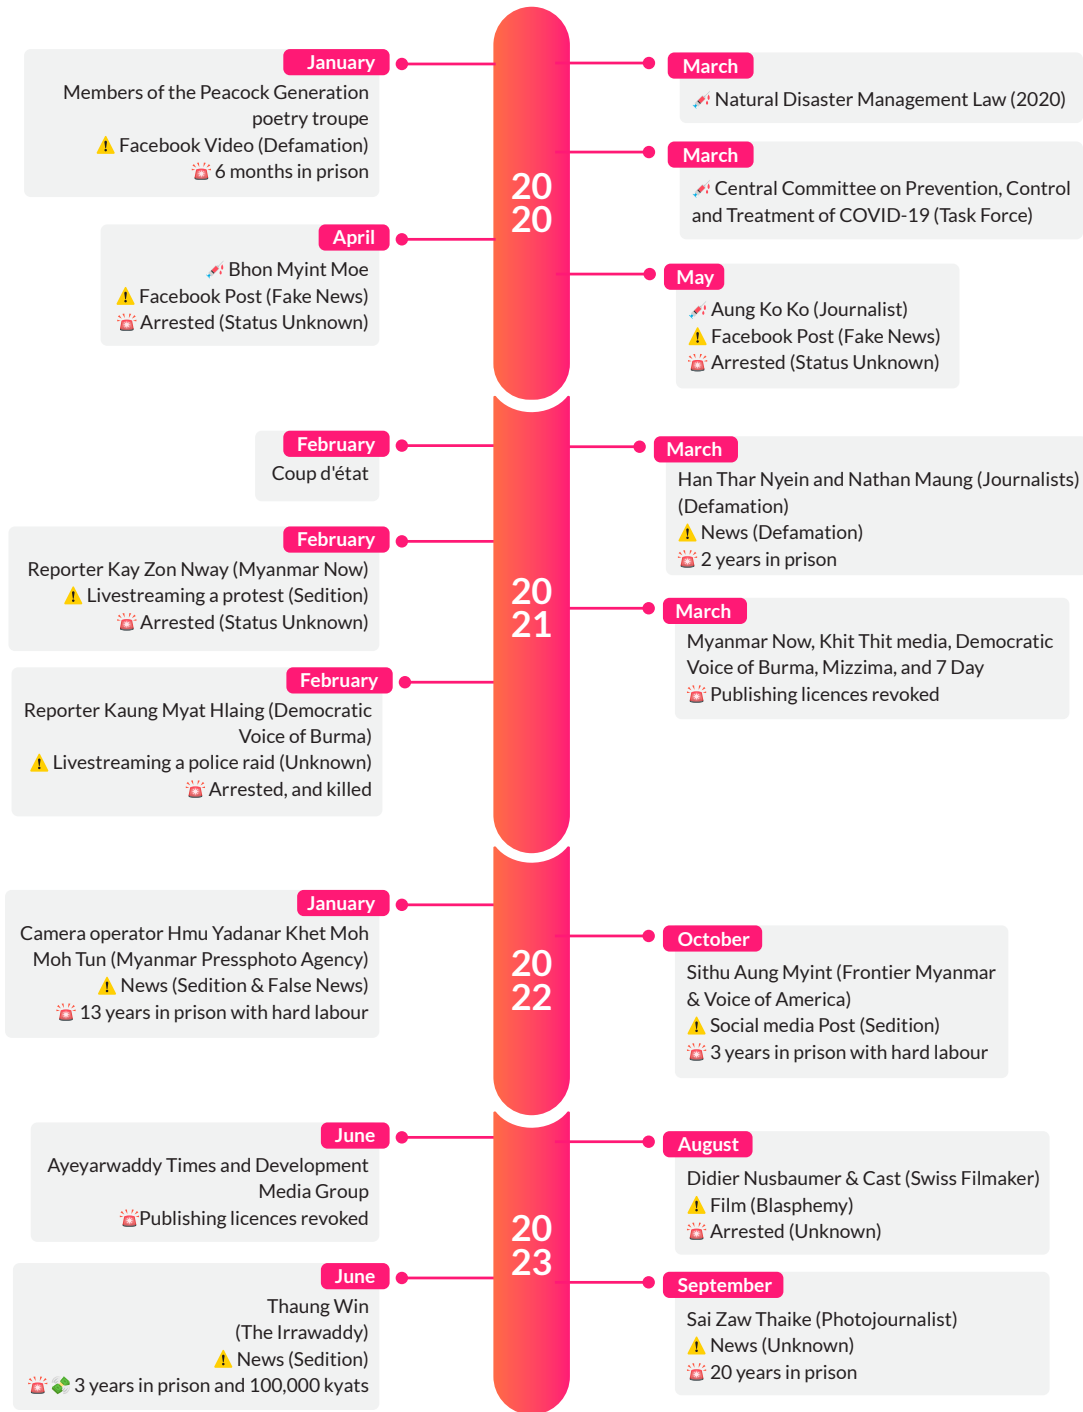 January
Members of the Peacock Generation
poetry troupe
⚠️ Facebook Video (Defamation)
🚨 6 months in prison
March
💉 Natural Disaster Management Law (2020)
March
💉 Central Committee on Prevention, Control
and Treatment of COVID-19 (Task Force)
20
20
April
💉 Bhon Myint Moe
⚠️ Facebook Post (Fake News)
🚨 Arrested (Status Unknown)
May
💉 Aung Ko Ko (Journalist)
⚠️ Facebook Post (Fake News)
🚨 Arrested (Status Unknown)
February
Coup d'état
March
Han Thar Nyein and Nathan Maung (Journalists)
(Defamation)
⚠️ News (Defamation)
🚨 2 years in prison
February
Reporter Kay Zon Nway (Myanmar Now)
⚠️ Livestreaming a protest (Sedition)
🚨 Arrested (Status Unknown)
20
21
March
Myanmar Now, Khit Thit media, Democratic
Voice of Burma, Mizzima, and 7 Day
🚨 Publishing licences revoked
February
Reporter Kaung Myat Hlaing (Democratic
Voice of Burma)
⚠️ Livestreaming a police raid (Unknown)
🚨 Arrested, and killed
January
Camera operator Hmu Yadanar Khet Moh
Moh Tun (Myanmar Pressphoto Agency)
⚠️ News (Sedition & False News)
🚨 13 years in prison with hard labour
20
22
October
Sithu Aung Myint (Frontier Myanmar
& Voice of America)
⚠️ Social media Post (Sedition)
🚨 3 years in prison with hard labour
June
Ayeyarwaddy Times and Development
Media Group
🚨Publishing licences revoked
August
Didier Nusbaumer & Cast (Swiss Filmaker)
⚠️ Film (Blasphemy)
🚨 Arrested (Unknown)
20
23
June
Thaung Win
(The Irrawaddy)
⚠️ News (Sedition)
🚨 💸 3 years in prison and 100,000 kyats
September
Sai Zaw Thaike (Photojournalist)
⚠️ News (Unknown)
🚨 20 years in prison